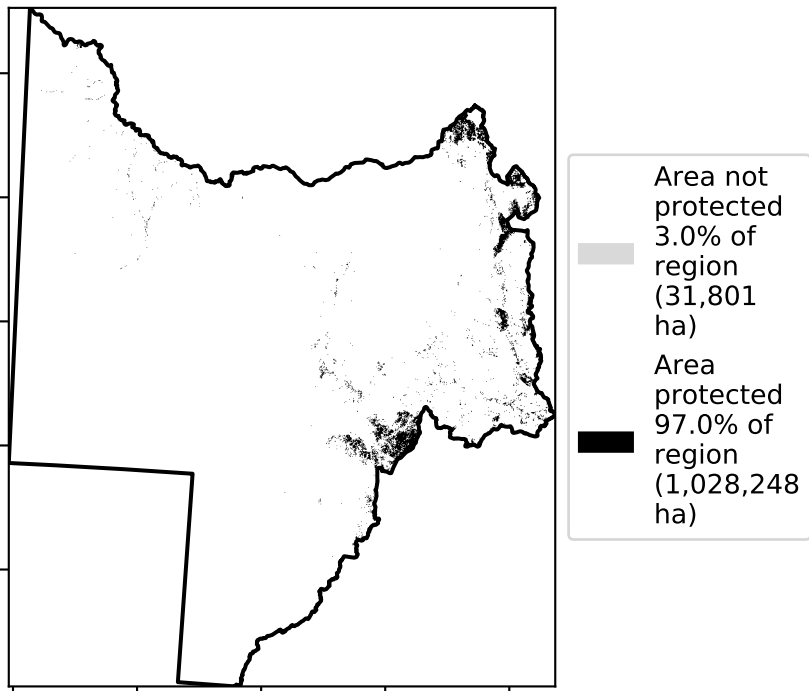 Area not
protected
3.0% of
region
(31,801
ha)
Area
protected
97.0% of
region
(1,028,248
ha)